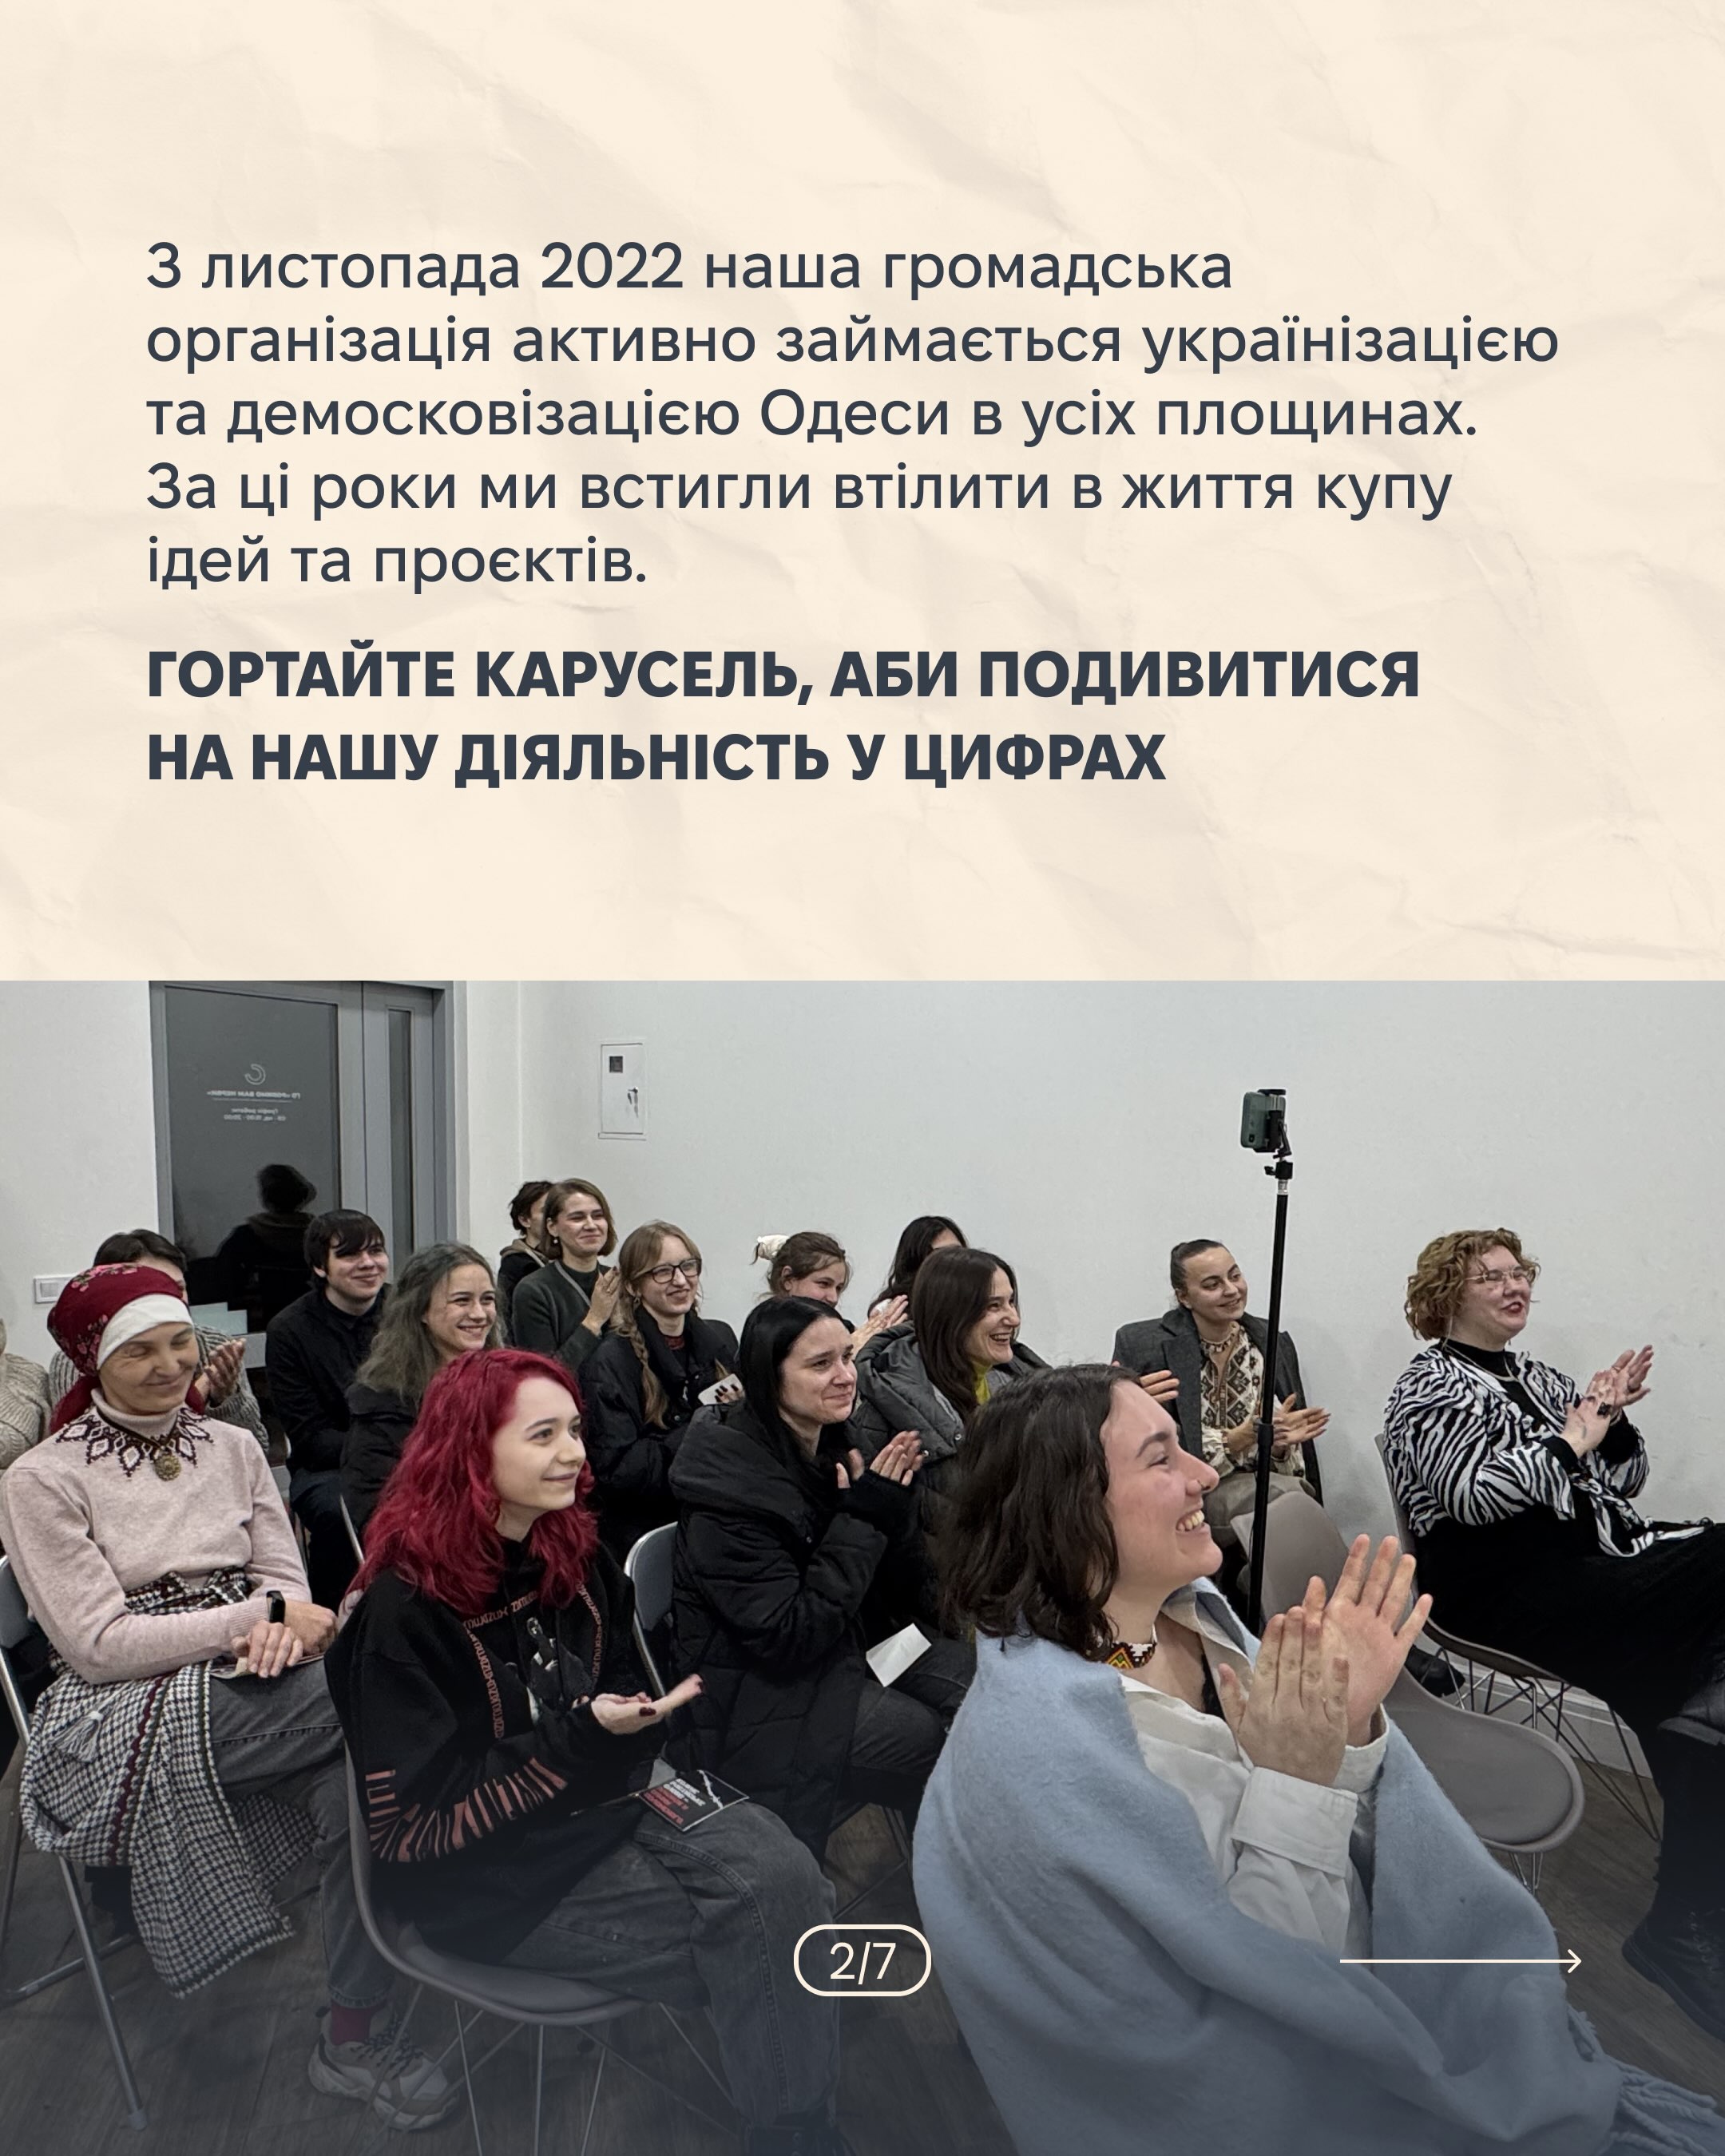 З листопада 2022 наша громадська
організація активно займається українізацією
та демосковізацією Одеси в усіх площинах.
За ці роки ми встигли втілити в життя купу
ідей та проєктів.
ГОРТАЙТЕ КАРУСЕЛЬ, АБИ ПОДИВИТИСЯ
НА НАШУ ДІЯЛЬНІСТЬ У ЦИФРАХ
2/7